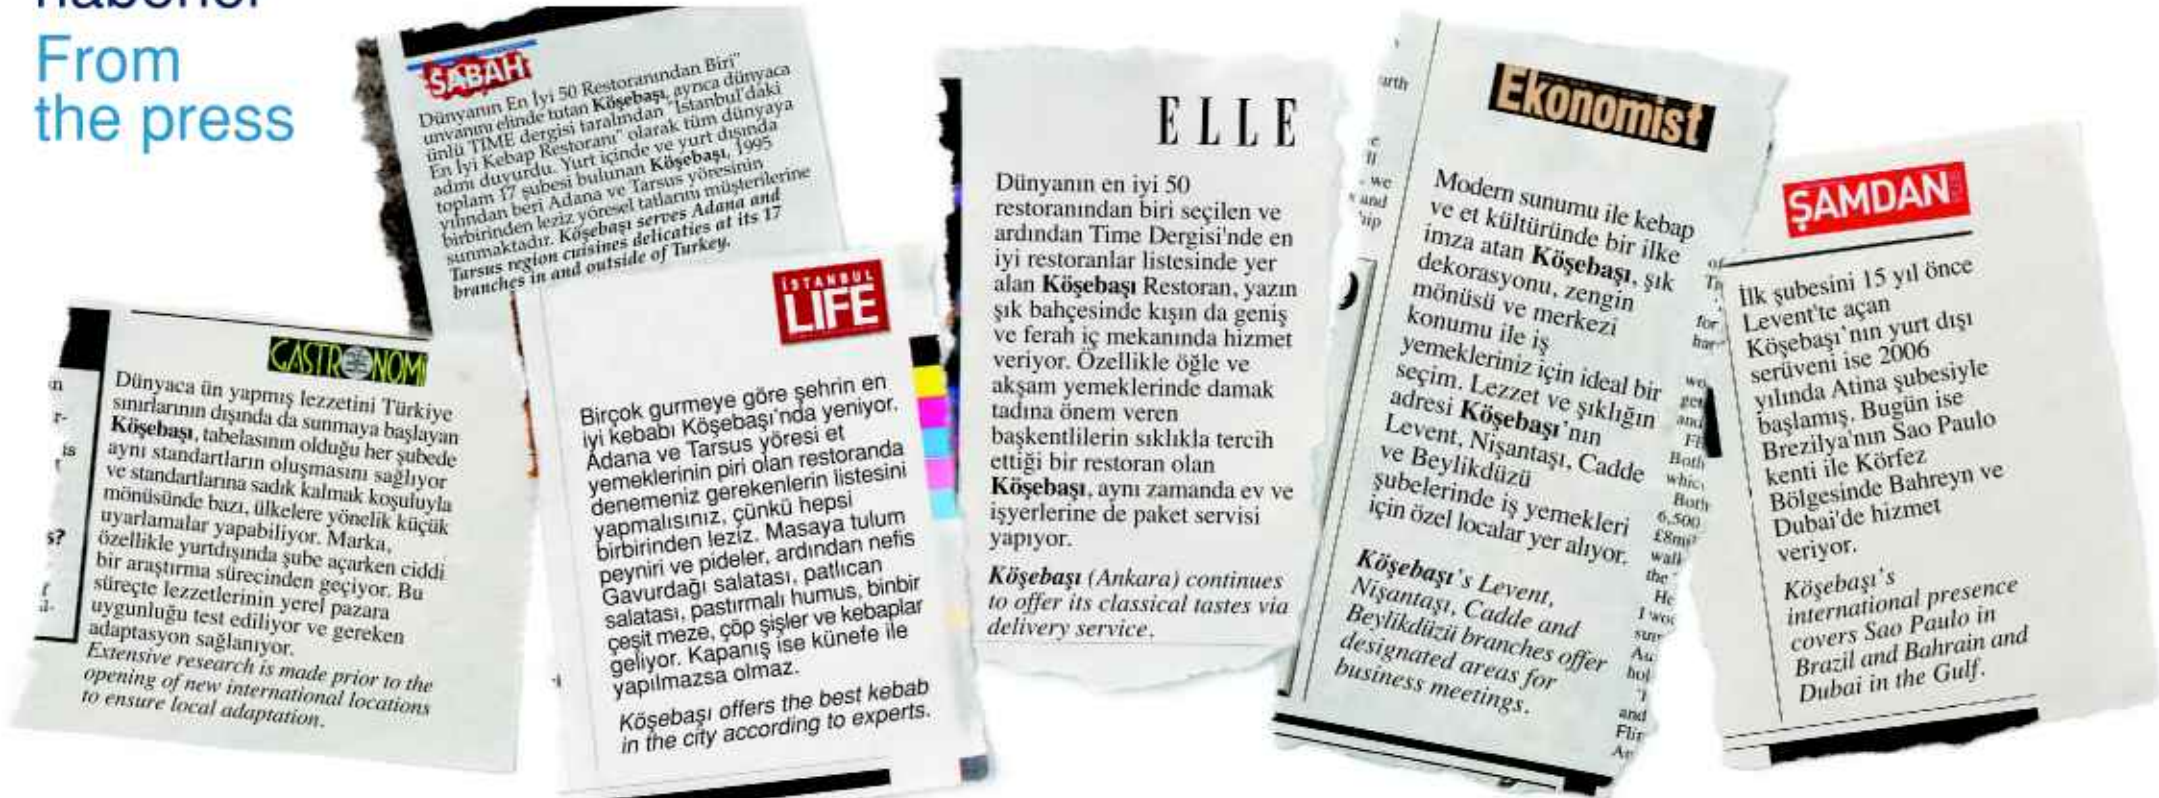 From
the press
SABAH
Dünyanın En İyi 50 Restoranından Biri"
unvanını elinde tutan Köşebaşı, ayrıca dünyaca
ünlü TIME dergisi taralından "İstanbul'daki
En İyi Kebap Restoranı" olarak tüm dünyaya
adını duyurdu. Yurt içinde ve yurt dışında
toplam 17 şubesi bulunan Köşebaşı, 1995
yılından beri Adana ve Tarsus yöresinin
birbirinden leziz yöresel tatlarını müşterilerine
sunmaktadır. Köşebaşı serves Adana and
Tarsus region cuisines delicaties at its 17
branches in and outside of Turkey.
GASTRONOMİ
Dünyaca ün yapmış lezzetini Türkiye
sınırlarının dışında da sunmaya başlayan
Köşebaşı, tabelasının olduğu her şubede
aynı standartların oluşmasını sağlıyor
ve standartlarına sadık kalmak koşuluyla
mönüsünde bazı, ülkelere yönelik küçük
uyarlamalar yapabiliyor. Marka,
özellikle yurtdışında şube açarken ciddi
bir araştırma sürecinden geçiyor. Bu
süreçte lezzetlerinin yerel pazara
uygunluğu test ediliyor ve gereken
adaptasyon sağlanıyor.
Extensive research is made prior to the
opening of new international locations
to ensure local adaptation.
İSTANBUL
LIFE
Birçok gurmeye göre şehrin en
iyi kebabı Köşebaşı'nda yeniyor.
Adana ve Tarsus yöresi et
yemeklerinin piri olan restoranda
denemeniz gerekenlerin listesini
yapmalısınız, çünkü hepsi
birbirinden leziz. Masaya tulum
peyniri ve pideler, ardından nefis
Gavurdağı salatası, patlıcan
salatası, pastırmalı humus, binbir
çeşit meze, çöp şişler ve kebaplar
geliyor. Kapanış ise künefe ile
yapılmazsa olmaz.
Köşebaşı offers the best kebab
in the city according to experts.
ELLE
Dünyanın en iyi 50
restoranından biri seçilen ve
ardından Time Dergisi'nde en
iyi restoranlar listesinde yer
alan Köşebaşı Restoran, yazın
şık bahçesinde kışın da geniş
ve ferah iç mekanında hizmet
veriyor. Özellikle öğle ve
akşam yemeklerinde damak
tadına önem veren
başkentlilerin sıklıkla tercih
ettiği bir restoran olan
Köşebaşı, aynı zamanda ev ve
işyerlerine de paket servisi
yapıyor.
Köşebaşı (Ankara) continues
to offer its classical tastes via
delivery service.
Ekonomist
Modern sunumu ile kebap
ve et kültüründe bir ilke
imza atan Köşebaşı, şık
dekorasyonu, zengin
mönüsü ve merkezi
konumu ile iş
yemekleriniz için ideal bir
seçim. Lezzet ve şıklığın
adresi Köşebaşı'nın
Levent, Nişantaşı, Cadde
ve Beylikdüzü
şubelerinde iş yemekleri
için özel localar yer alıyor.
Köşebaşı's Levent,
Nişantaşı, Cadde and
Beylikdüzü branches offer
designated areas for
business meetings.
ŞAMDAN
İlk şubesini 15 yıl önce
Levent'te açan
Köşebaşı'nın yurt dışı
serüveni ise 2006
yılında Atina şubesiyle
başlamış. Bugün ise
Brezilya'nın Sao Paulo
kenti ile Körfez
Bölgesinde Bahreyn ve
Dubai'de hizmet
veriyor.
Köşebaşı's
international presence
covers Sao Paulo in
Brazil and Bahrain and
Dubai in the Gulf.